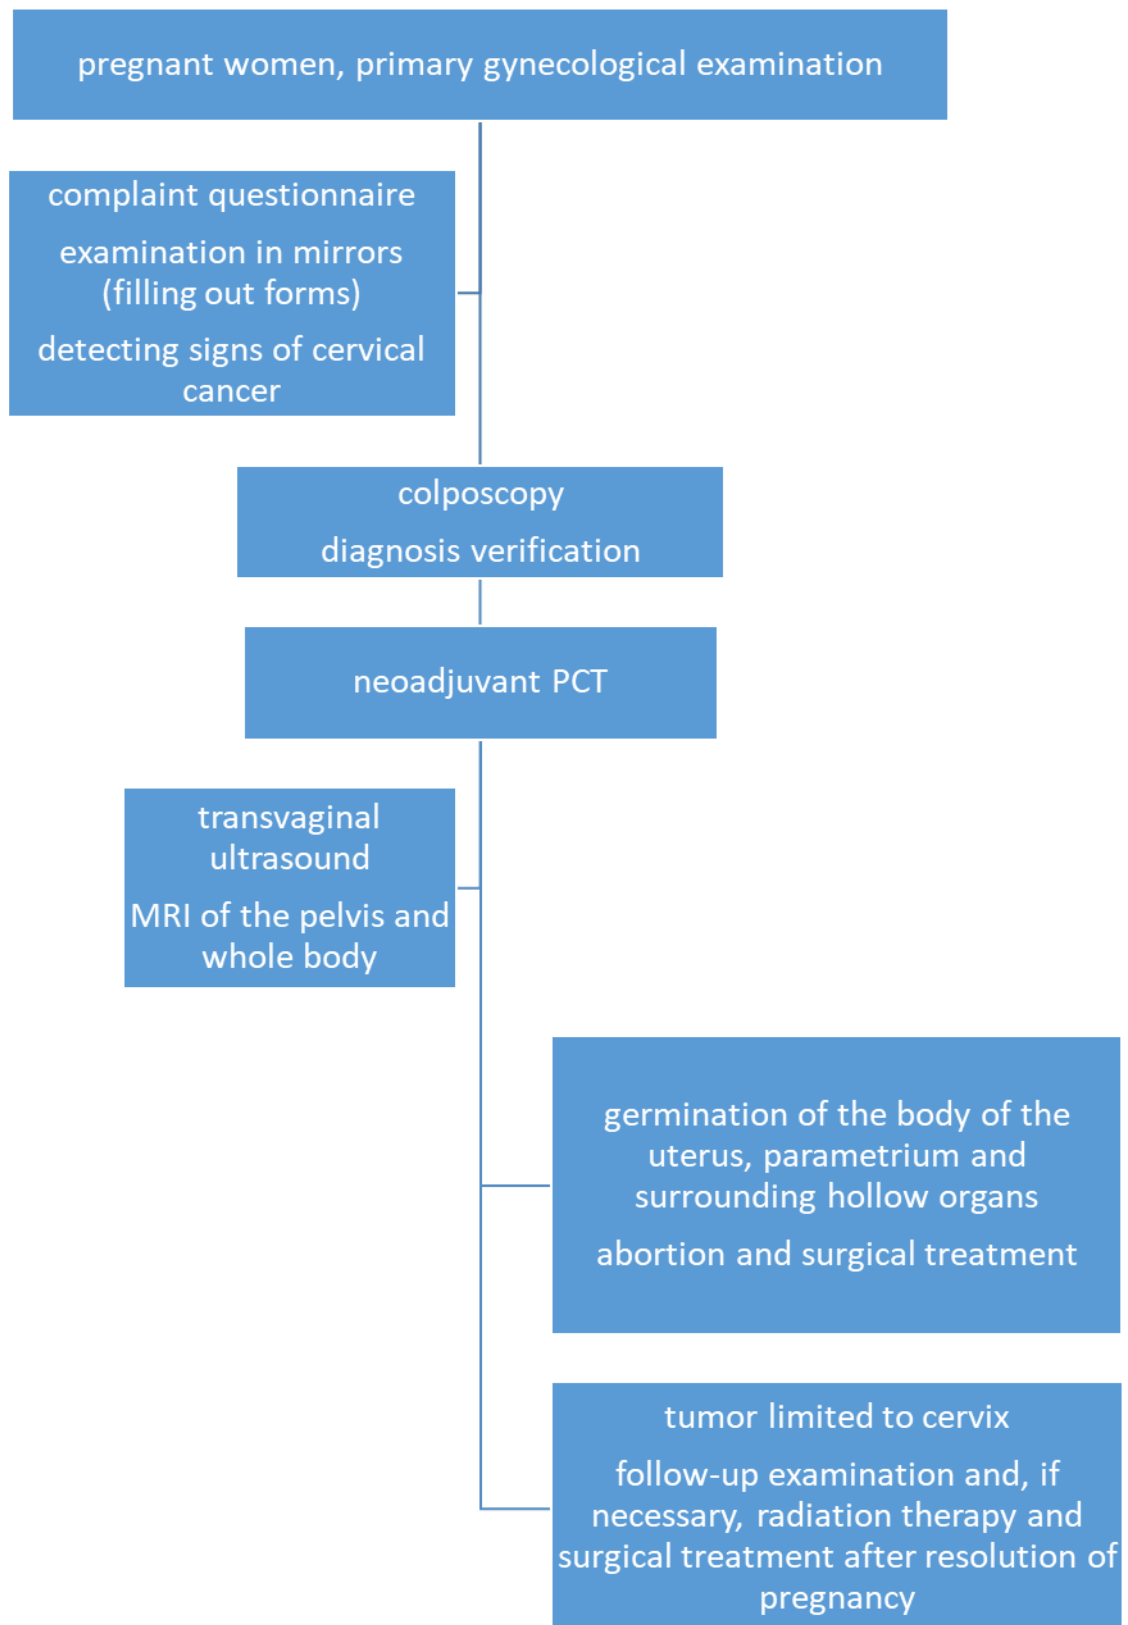 pregnant women, primary gynecological examination
complaint questionnaire
examination in mirrors
(filling out forms)
detecting signs of cervical
cancer
colposcopy
diagnosis verification
neoadjuvant PCT
transvaginal
ultrasound
MRI of the pelvis and
whole body
germination of the body of the
uterus, parametrium and
surrounding hollow organs
abortion and surgical treatment
tumor limited to cervix
follow-up examination and, if
necessary, radiation therapy and
surgical treatment after resolution of
pregnancy